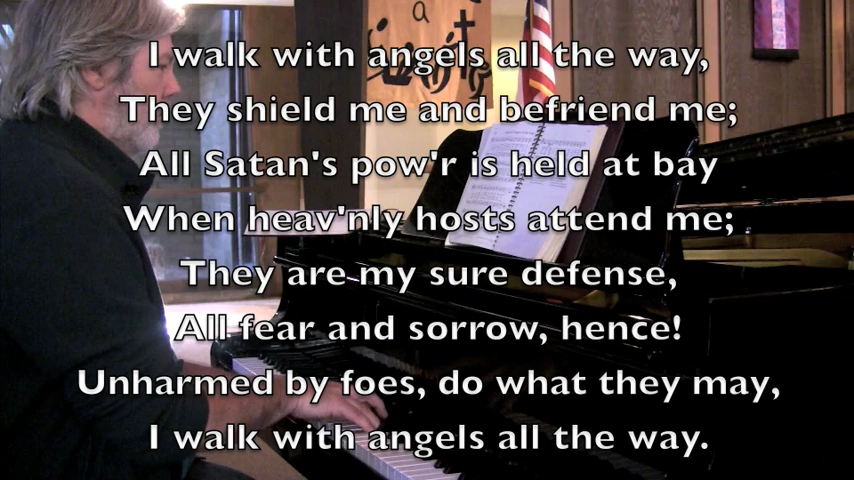 I walk with angels all the way,
They shield me and befriend me;
All Satan's pow'r is held at bay
When heav'nly hosts attend me;
They are my sure defense,
All fear and sorrow, hence!
Unharmed by foes, do what they may,
I walk with angels all the way.
a